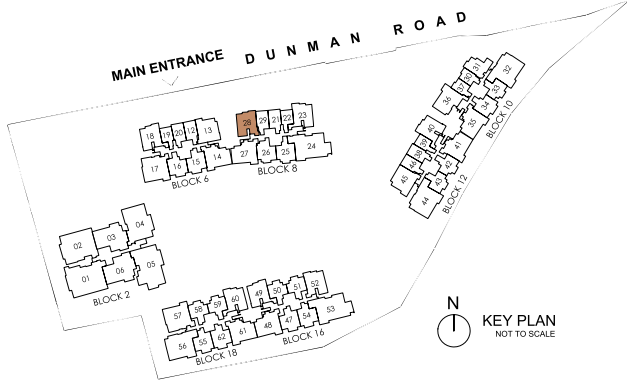 DUNMAN ROAD
MAIN ENTRANCE
31 32
30
37 33
36 34
35
28 29 21 22 23
18 19 20 12 13
27 26 25 24
17 16 15 14
BLOCK 6
BLOCK 8
BLOCK 10
40
39 41
38
46 42
45 43
44
BLOCK 12
04
03
02
05
06
01
BLOCK 2
52
51
50
49
60
59
58
57
53
54
47
48
61
62
55
56
BLOCK 18
BLOCK 16
N
KEY PLAN
NOT TO SCALE